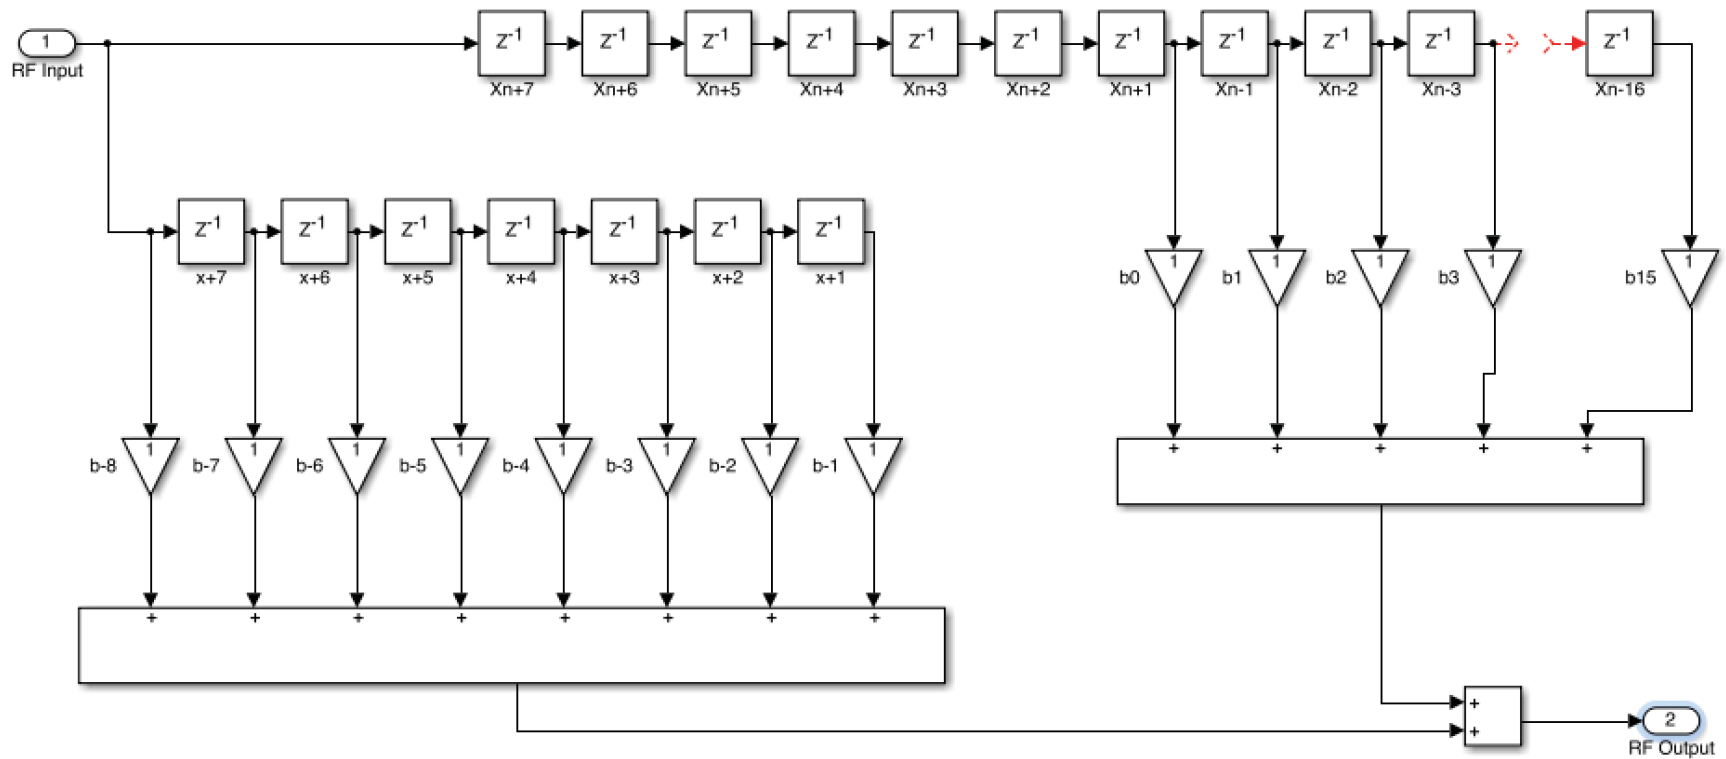 1
RF Input
Z-1 Z-1 Z-1 Z-1 Z-1 Z-1 Z-1 Z-1 Z-1 Z-1 Z-1
Xn+7 Xn+6 Xn+5 Xn+4 Xn+3 Xn+2 Xn+1 Xn-1 Xn-2 Xn-3 Xn-16
Z-1 Z-1 Z-1 Z-1 Z-1 Z-1 Z-1
x+7 x+6 x+5 x+4 x+3 x+2 x+1
1 1 1 1 1
b0 b1 b2 b3 b15
1 1 1 1 1 1 1 1
b-8 b-7 b-6 b-5 b-4 b-3 b-2 b-1
+ + + + +
+ + + + + + + +
+
+
2
RF Output